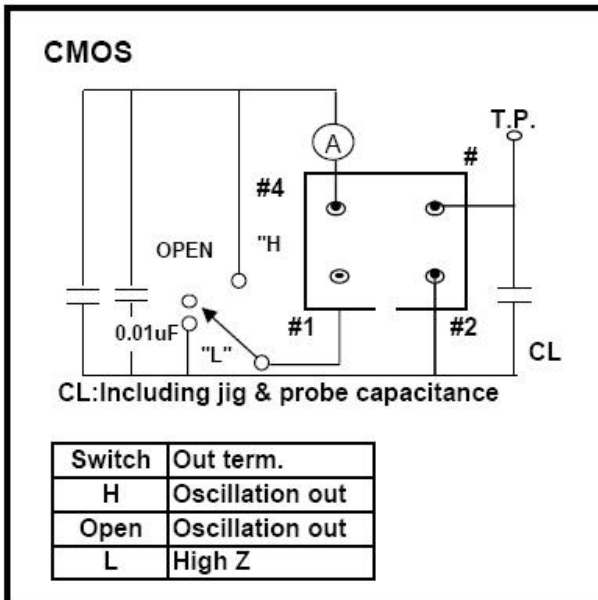 CMOS
T.P.
A
#
#4
OPEN
"H
0.01uF
"L"
#1
#2
CL
CL:Including jig & probe capacitance
Switch Out term.
H Oscillation out
Open Oscillation out
L High Z